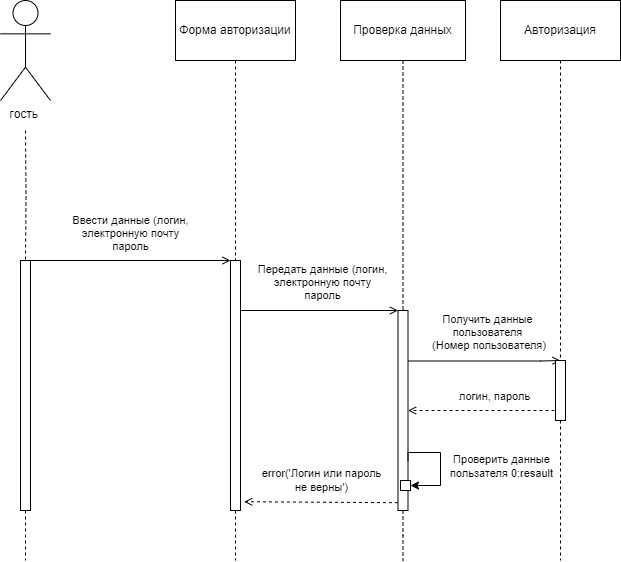 Форма авторизации
Проверка данных
Авторизация
гость
Ввести данные (логин,
электронную почту
пароль
Передать данные (логин,
электронную почту
пароль
Получить данные
пользователя
(Номер пользователя)
логин, пароль
Проверить данные
пользателя 0:resault
error('Логин или пароль
не верны')